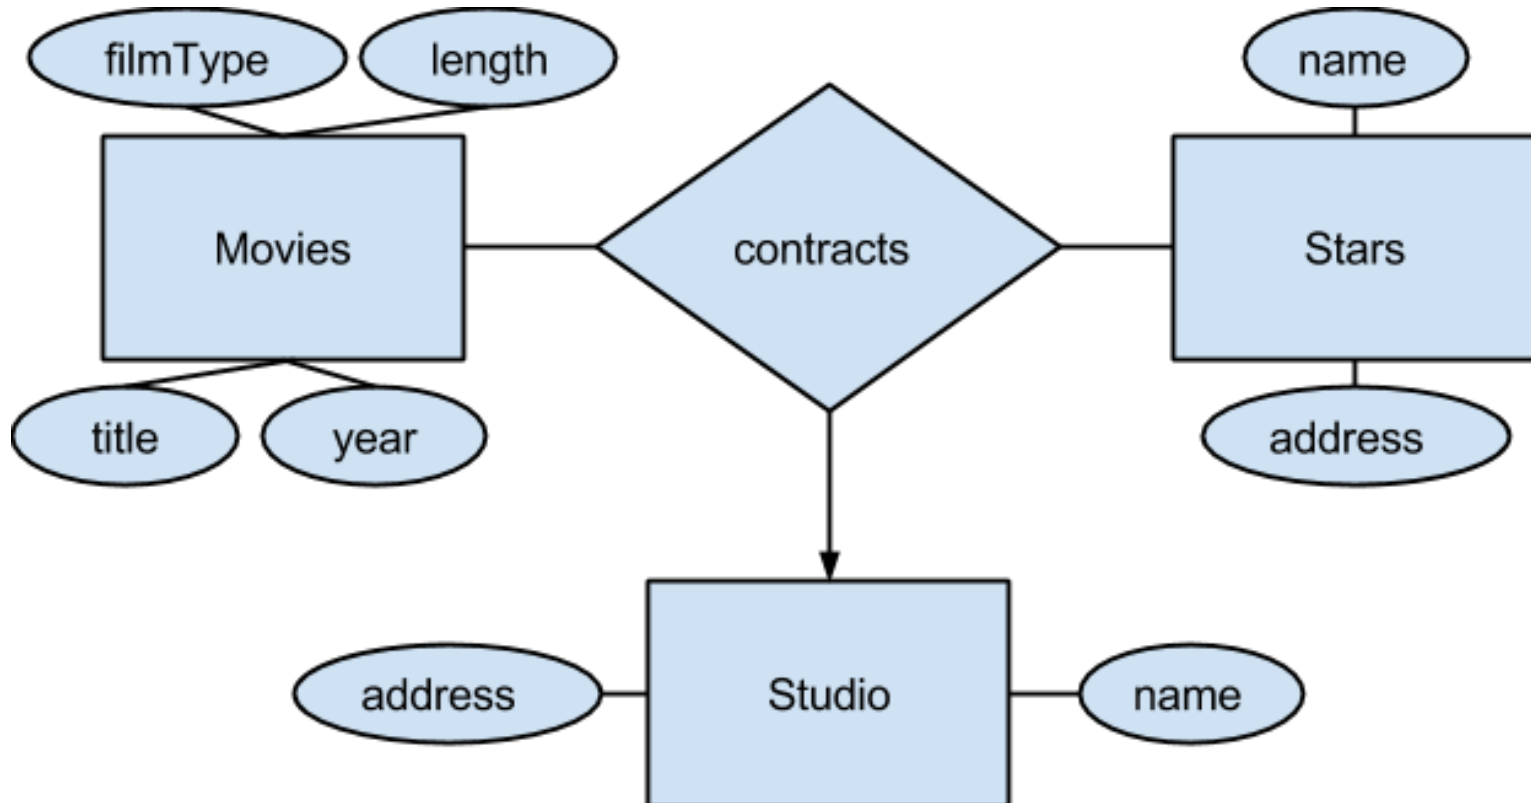 filmType
length
name
Movies
contracts
Stars
title
year
address
address
Studio
name